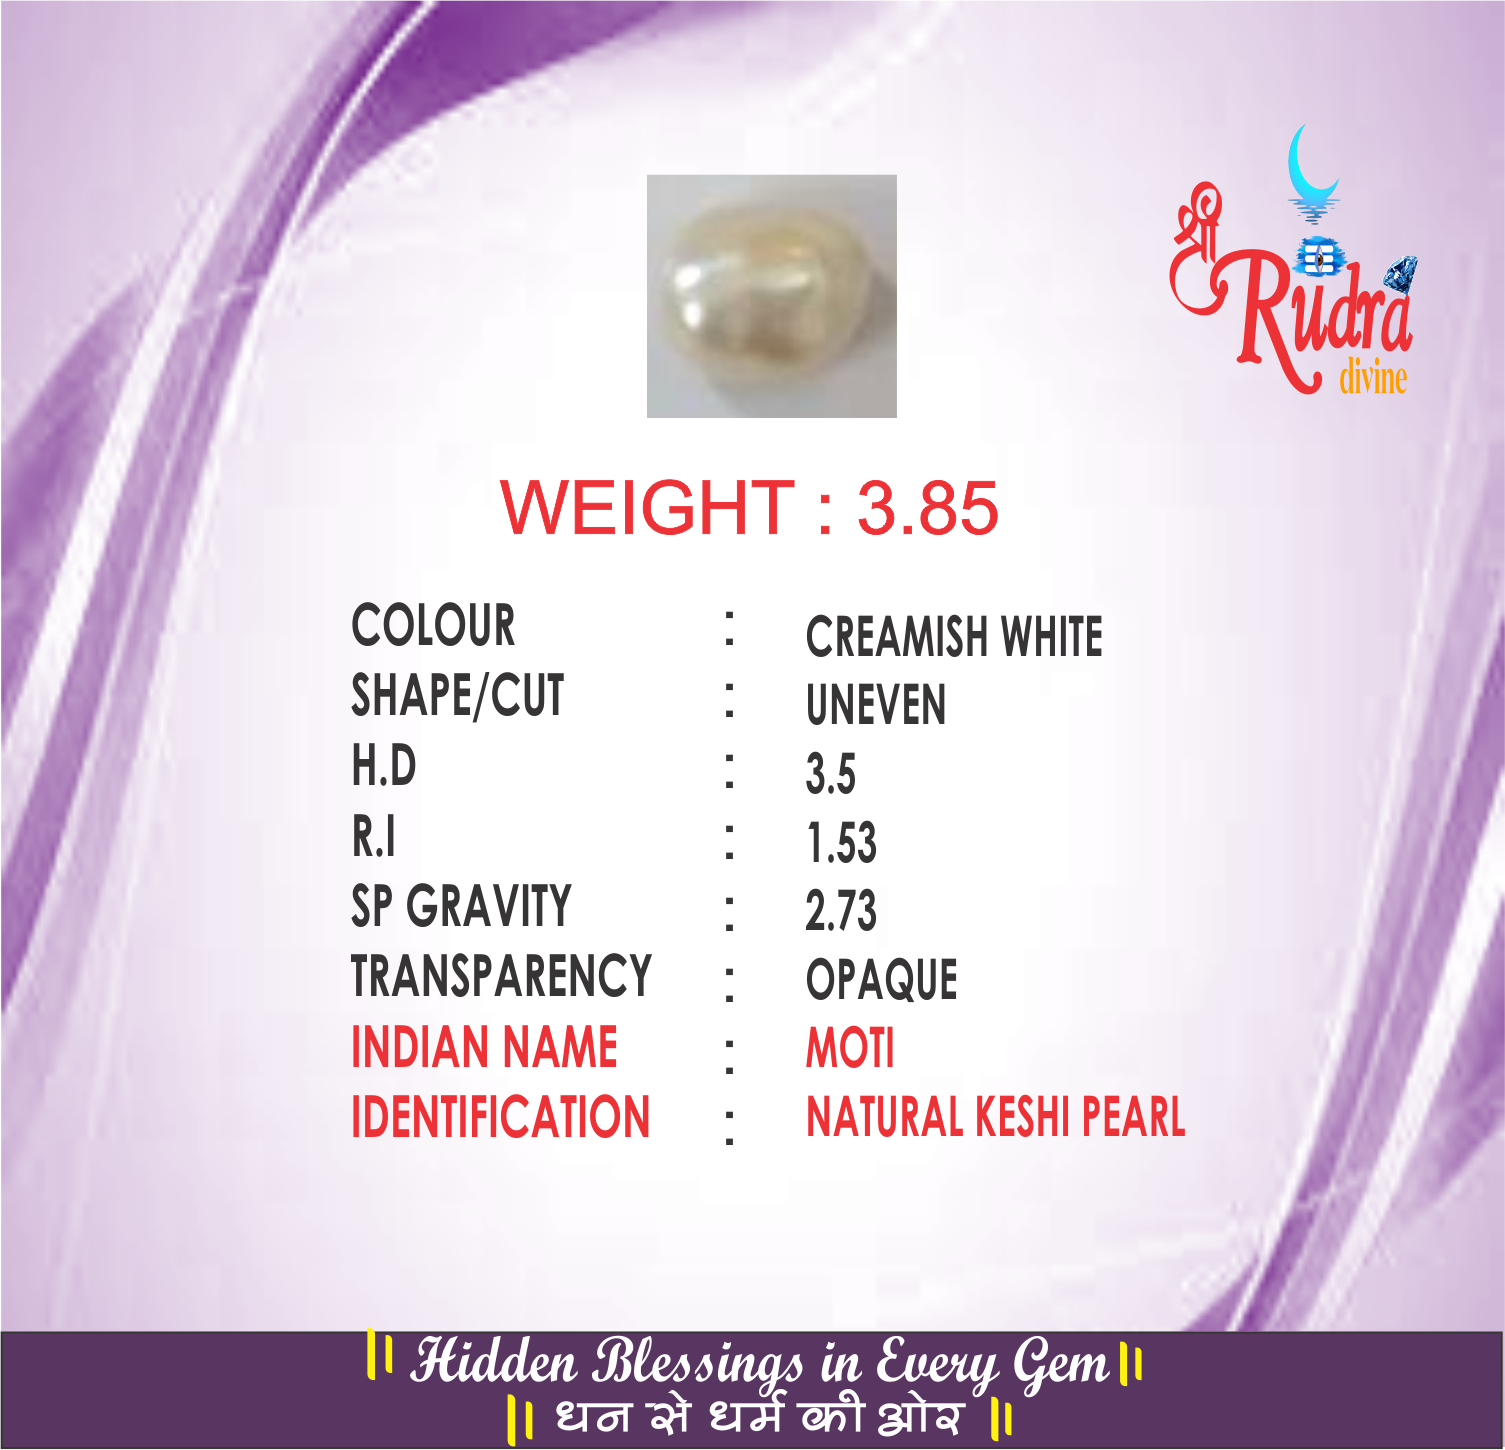 श्री
Rudra
divine
WEIGHT : 3.85
COLOUR : CREAMISH WHITE
SHAPE/CUT : UNEVEN
H.D : 3.5
R.I : 1.53
SP GRAVITY : 2.73
TRANSPARENCY : OPAQUE
INDIAN NAME : MOTI
IDENTIFICATION : NATURAL KESHI PEARL
|| Hidden Blessings in Every Gem ||
|| धन से धर्म की ओर ||